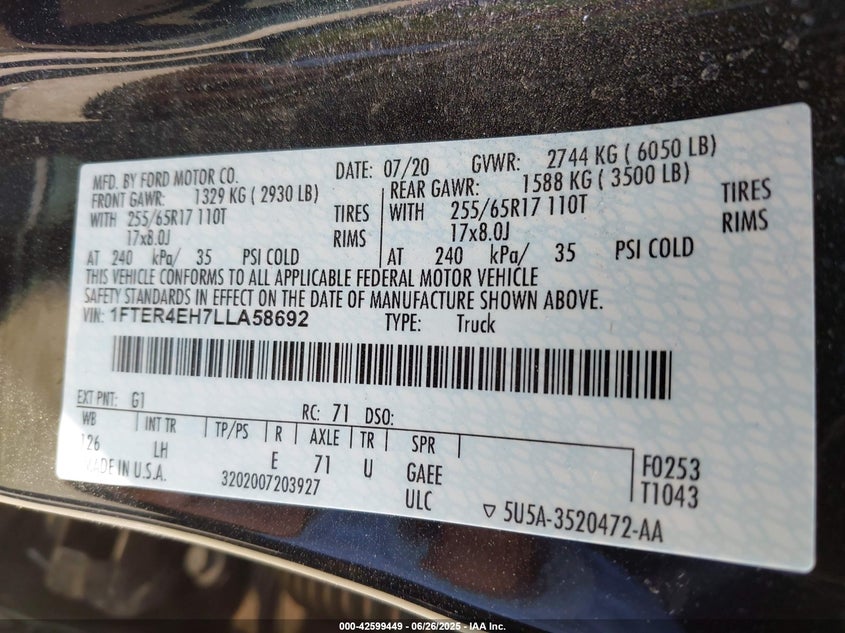 MFD. BY FORD MOTOR CO. DATE: 07/20 GVWR: 2744 KG ( 6050 LB)
FRONT GAWR: 1329 KG ( 2930 LB) REAR GAWR: 1588 KG ( 3500 LB)
WITH 255/65R17 110T TIRES WITH 255/65R17 110T TIRES
17x8.0J RIMS 17x8.0J RIMS
AT 240 kPa/ 35 PSI COLD AT 240 kPa/ 35 PSI COLD
THIS VEHICLE CONFORMS TO ALL APPLICABLE FEDERAL MOTOR VEHICLE
SAFETY STANDARDS IN EFFECT ON THE DATE OF MANUFACTURE SHOWN ABOVE.
VIN: 1FTER4EH7LLA58692 TYPE: Truck
EXT PNT: G1 RC: 71 DSO:
WB INT TR TP/PS R AXLE TR SPR
126 LH E 71 U GAEE F0253
MADE IN U.S.A. 3202007203927 ULC T1043
▽ 5U5A-3520472-AA
000-42599449 - 06/26/2025 - IAA Inc.